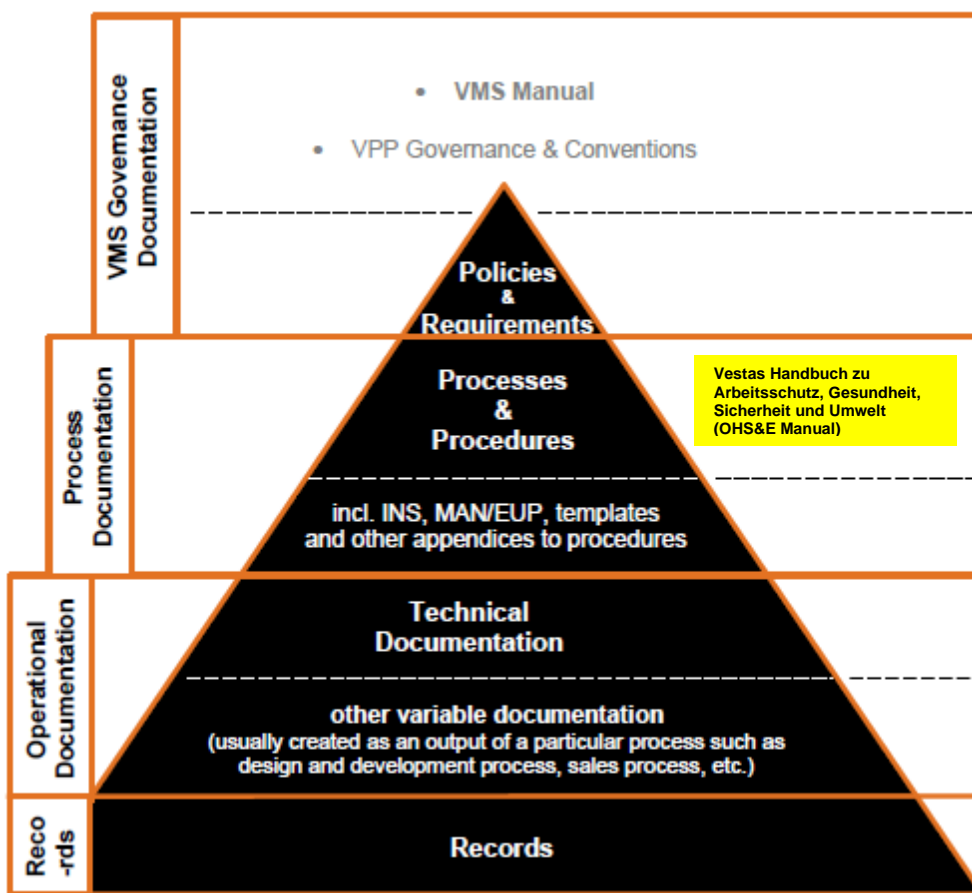 VMS Governance
Documentation
• VMS Manual
• VPP Governance & Conventions
Policies
&
Requirements
Process
Documentation
Processes
&
Procedures
Vestas Handbuch zu
Arbeitsschutz, Gesundheit,
Sicherheit und Umwelt
(OHS&E Manual)
incl. INS, MAN/EUP, templates
and other appendices to procedures
Operational
Documentation
Technical
Documentation
other variable documentation
(usually created as an output of a particular process such as
design and development process, sales process, etc.)
Reco
-rds
Records